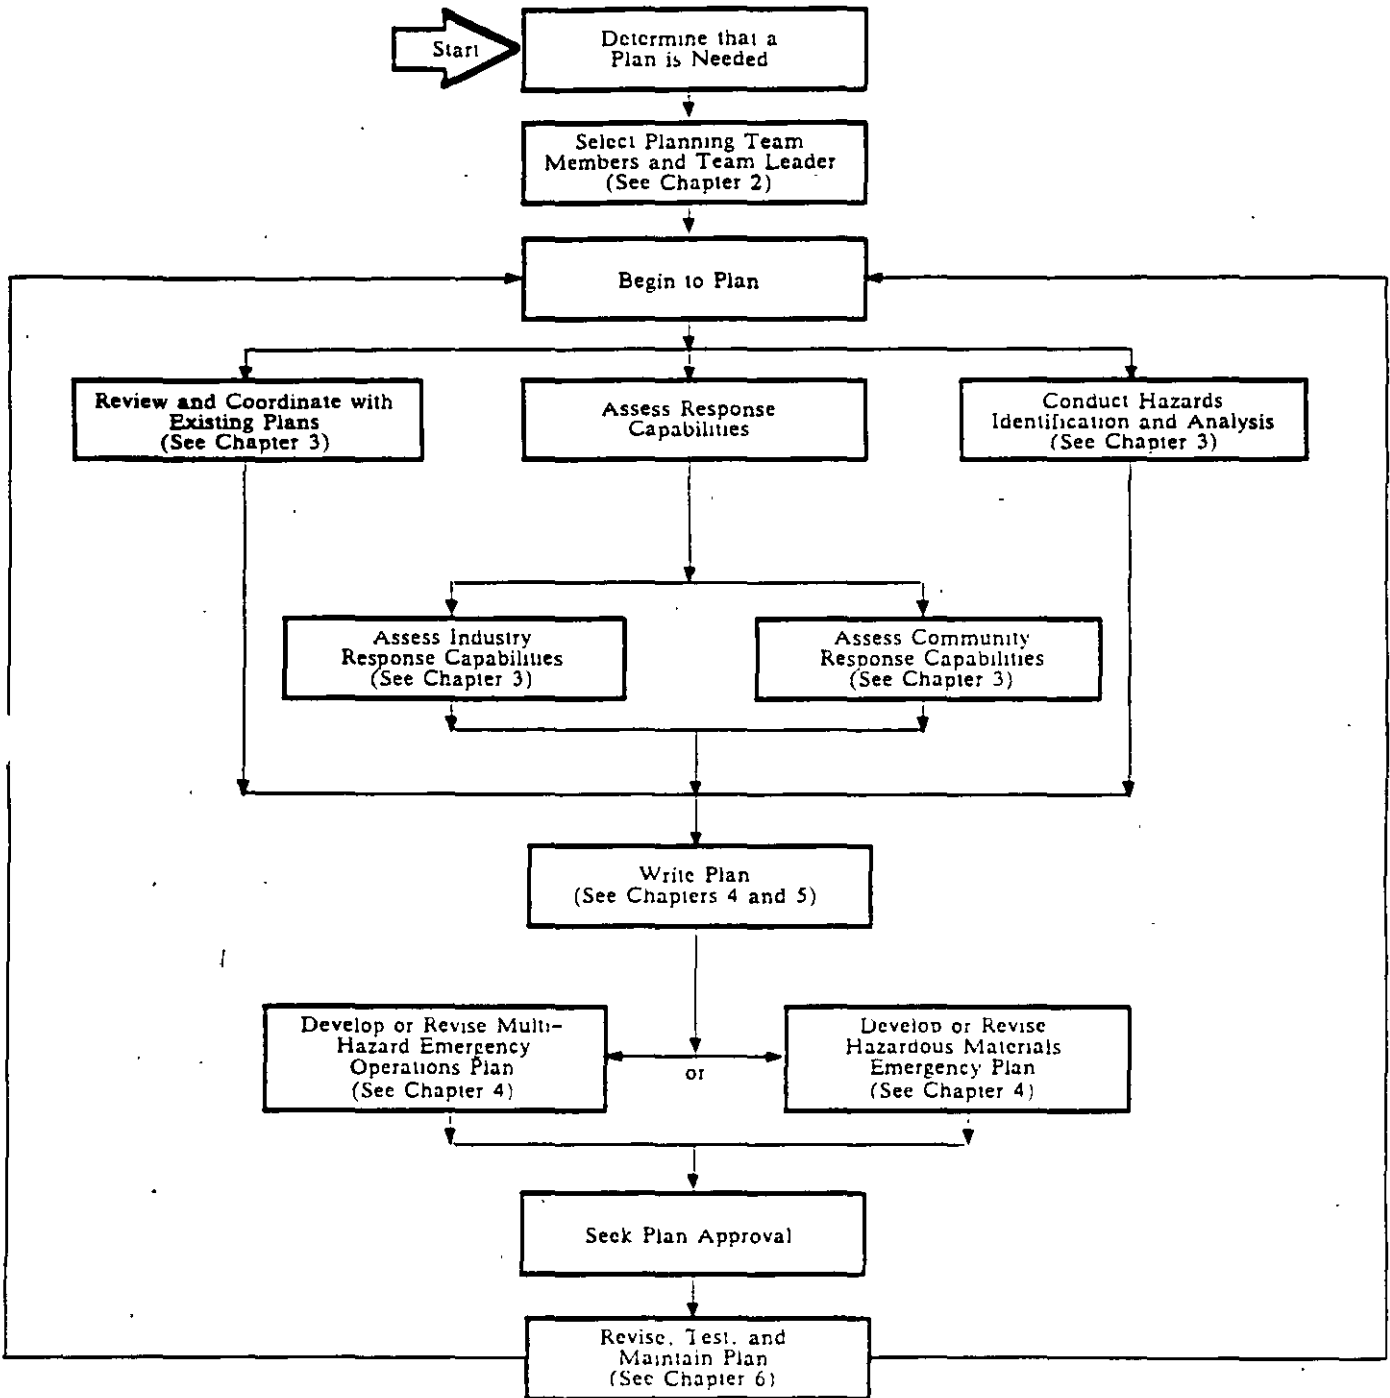 Start
Determine that a
Plan is Needed
Select Planning Team
Members and Team Leader
(See Chapter 2)
Begin to Plan
Review and Coordinate with
Existing Plans
(See Chapter 3)
Assess Response
Capabilities
Conduct Hazards
Identification and Analysis
(See Chapter 3)
Assess Industry
Response Capabilities
(See Chapter 3)
Assess Community
Response Capabilities
(See Chapter 3)
Write Plan
(See Chapters 4 and 5)
Develop or Revise Multi-
Hazard Emergency
Operations Plan
(See Chapter 4)
or
Develop or Revise
Hazardous Materials
Emergency Plan
(See Chapter 4)
Seek Plan Approval
Revise, Test, and
Maintain Plan
(See Chapter 6)